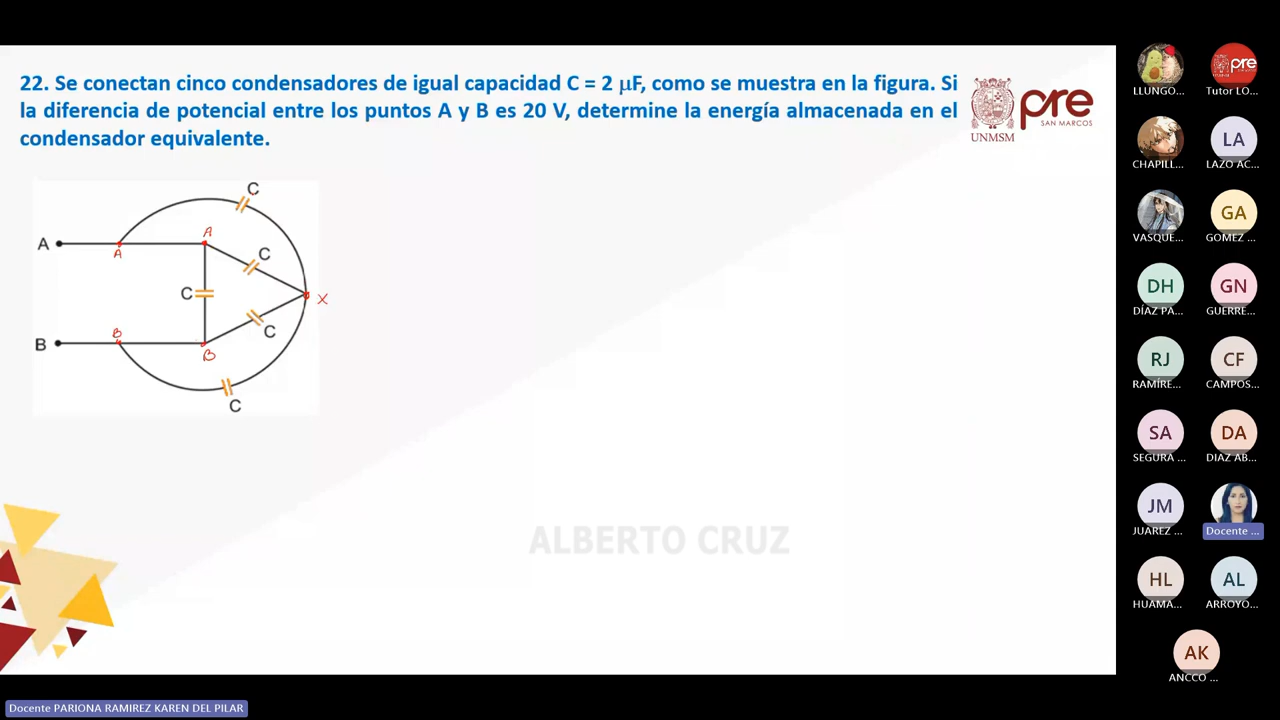 22. Se conectan cinco condensadores de igual capacidad C = 2 μF, como se muestra en la figura. Si
la diferencia de potencial entre los puntos A y B es 20 V, determine la energía almacenada en el
condensador equivalente.
UNMSM
pre
SAN MARCOS
C
A
A
A
C
C
X
B
B
B
C
C
ALBERTO CRUZ
LLUNGO...
pre
Tutor LO...
CHAPILL...
LA
LAZO AC...
VASQUE...
GA
GOMEZ ...
DH
DÍAZ PA...
GN
GUERRE...
RJ
RAMÍRE...
CF
CAMPOS...
SA
SEGURA ...
DA
DIAZ AB...
JM
JUAREZ ...
Docente ...
HL
HUAMA...
AL
ARROYO...
AK
ANCCO ...
Docente PARIONA RAMIREZ KAREN DEL PILAR